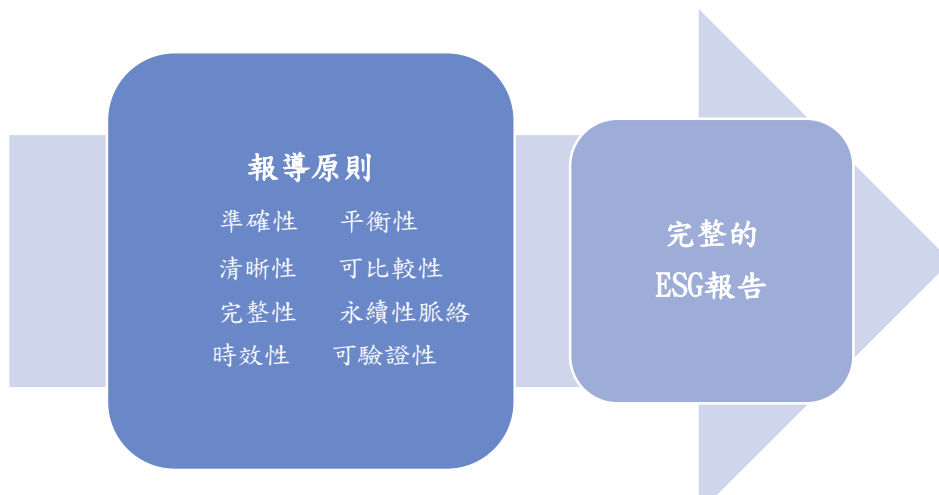 報導原則
準確性 平衡性
清晰性 可比較性
完整性 永續性脈絡
時效性 可驗證性
完整的
ESG報告